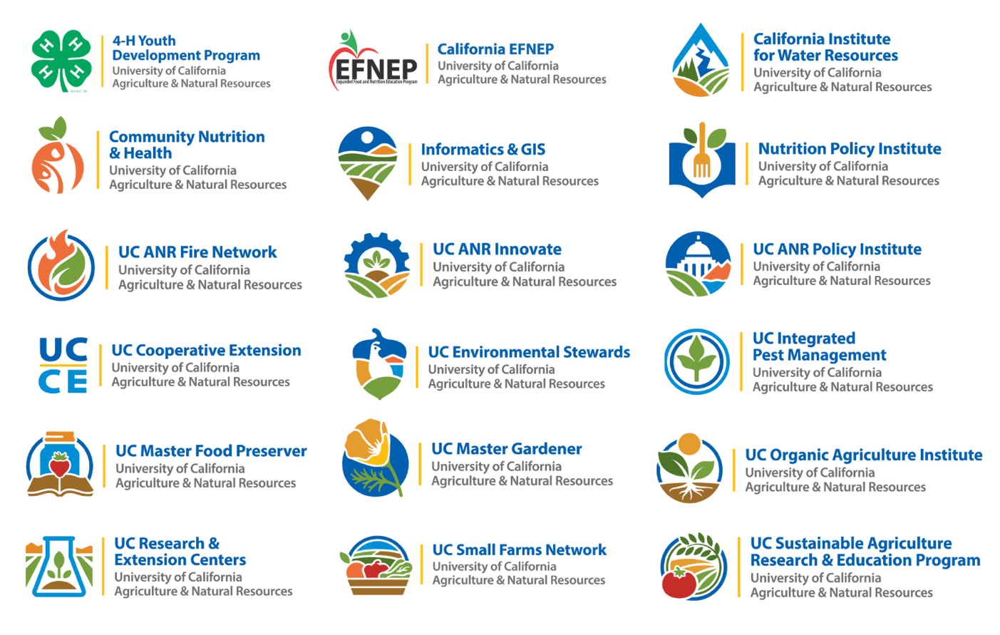 H H
H H
4-H Youth
Development Program
University of California
Agriculture & Natural Resources
EFNEP
Expanded Food and Nutrition Education Program
California EFNEP
University of California
Agriculture & Natural Resources
California Institute
for Water Resources
University of California
Agriculture & Natural Resources
Community Nutrition
& Health
University of California
Agriculture & Natural Resources
Informatics & GIS
University of California
Agriculture & Natural Resources
Nutrition Policy Institute
University of California
Agriculture & Natural Resources
UC ANR Fire Network
University of California
Agriculture & Natural Resources
UC ANR Innovate
University of California
Agriculture & Natural Resources
UC ANR Policy Institute
University of California
Agriculture & Natural Resources
UC
CE
UC Cooperative Extension
University of California
Agriculture & Natural Resources
UC Environmental Stewards
University of California
Agriculture & Natural Resources
UC Integrated
Pest Management
University of California
Agriculture & Natural Resources
UC Master Food Preserver
University of California
Agriculture & Natural Resources
UC Master Gardener
University of California
Agriculture & Natural Resources
UC Organic Agriculture Institute
University of California
Agriculture & Natural Resources
UC Research &
Extension Centers
University of California
Agriculture & Natural Resources
UC Small Farms Network
University of California
Agriculture & Natural Resources
UC Sustainable Agriculture
Research & Education Program
University of California
Agriculture & Natural Resources